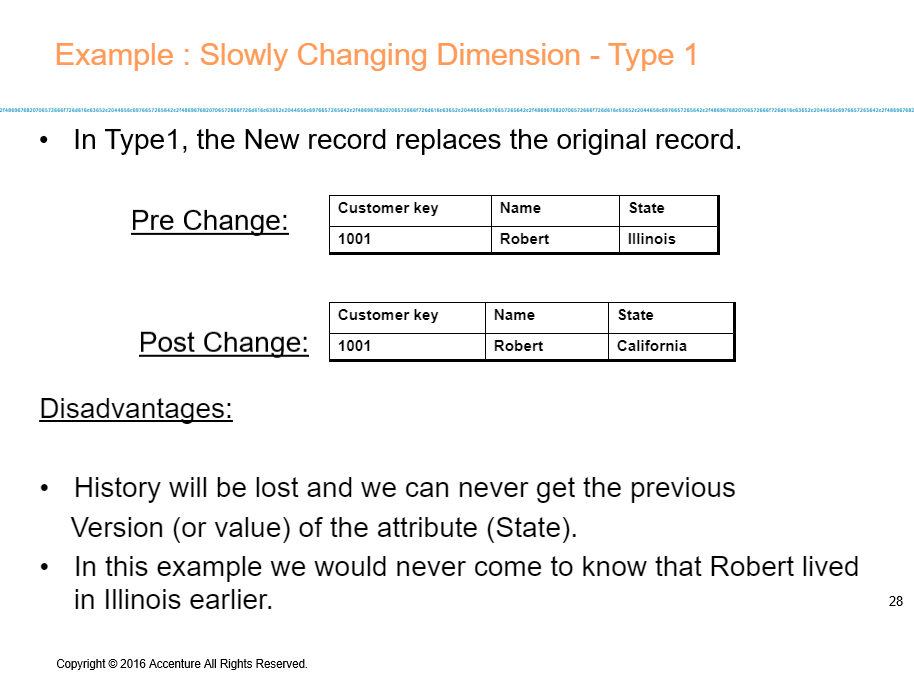 Example : Slowly Changing Dimension - Type 1
• In Type1, the New record replaces the original record.
Pre Change:
Customer key Name State
1001 Robert Illinois
Post Change:
Customer key Name State
1001 Robert California
Disadvantages:
• History will be lost and we can never get the previous
Version (or value) of the attribute (State).
• In this example we would never come to know that Robert lived
in Illinois earlier.
28
Copyright © 2016 Accenture All Rights Reserved.